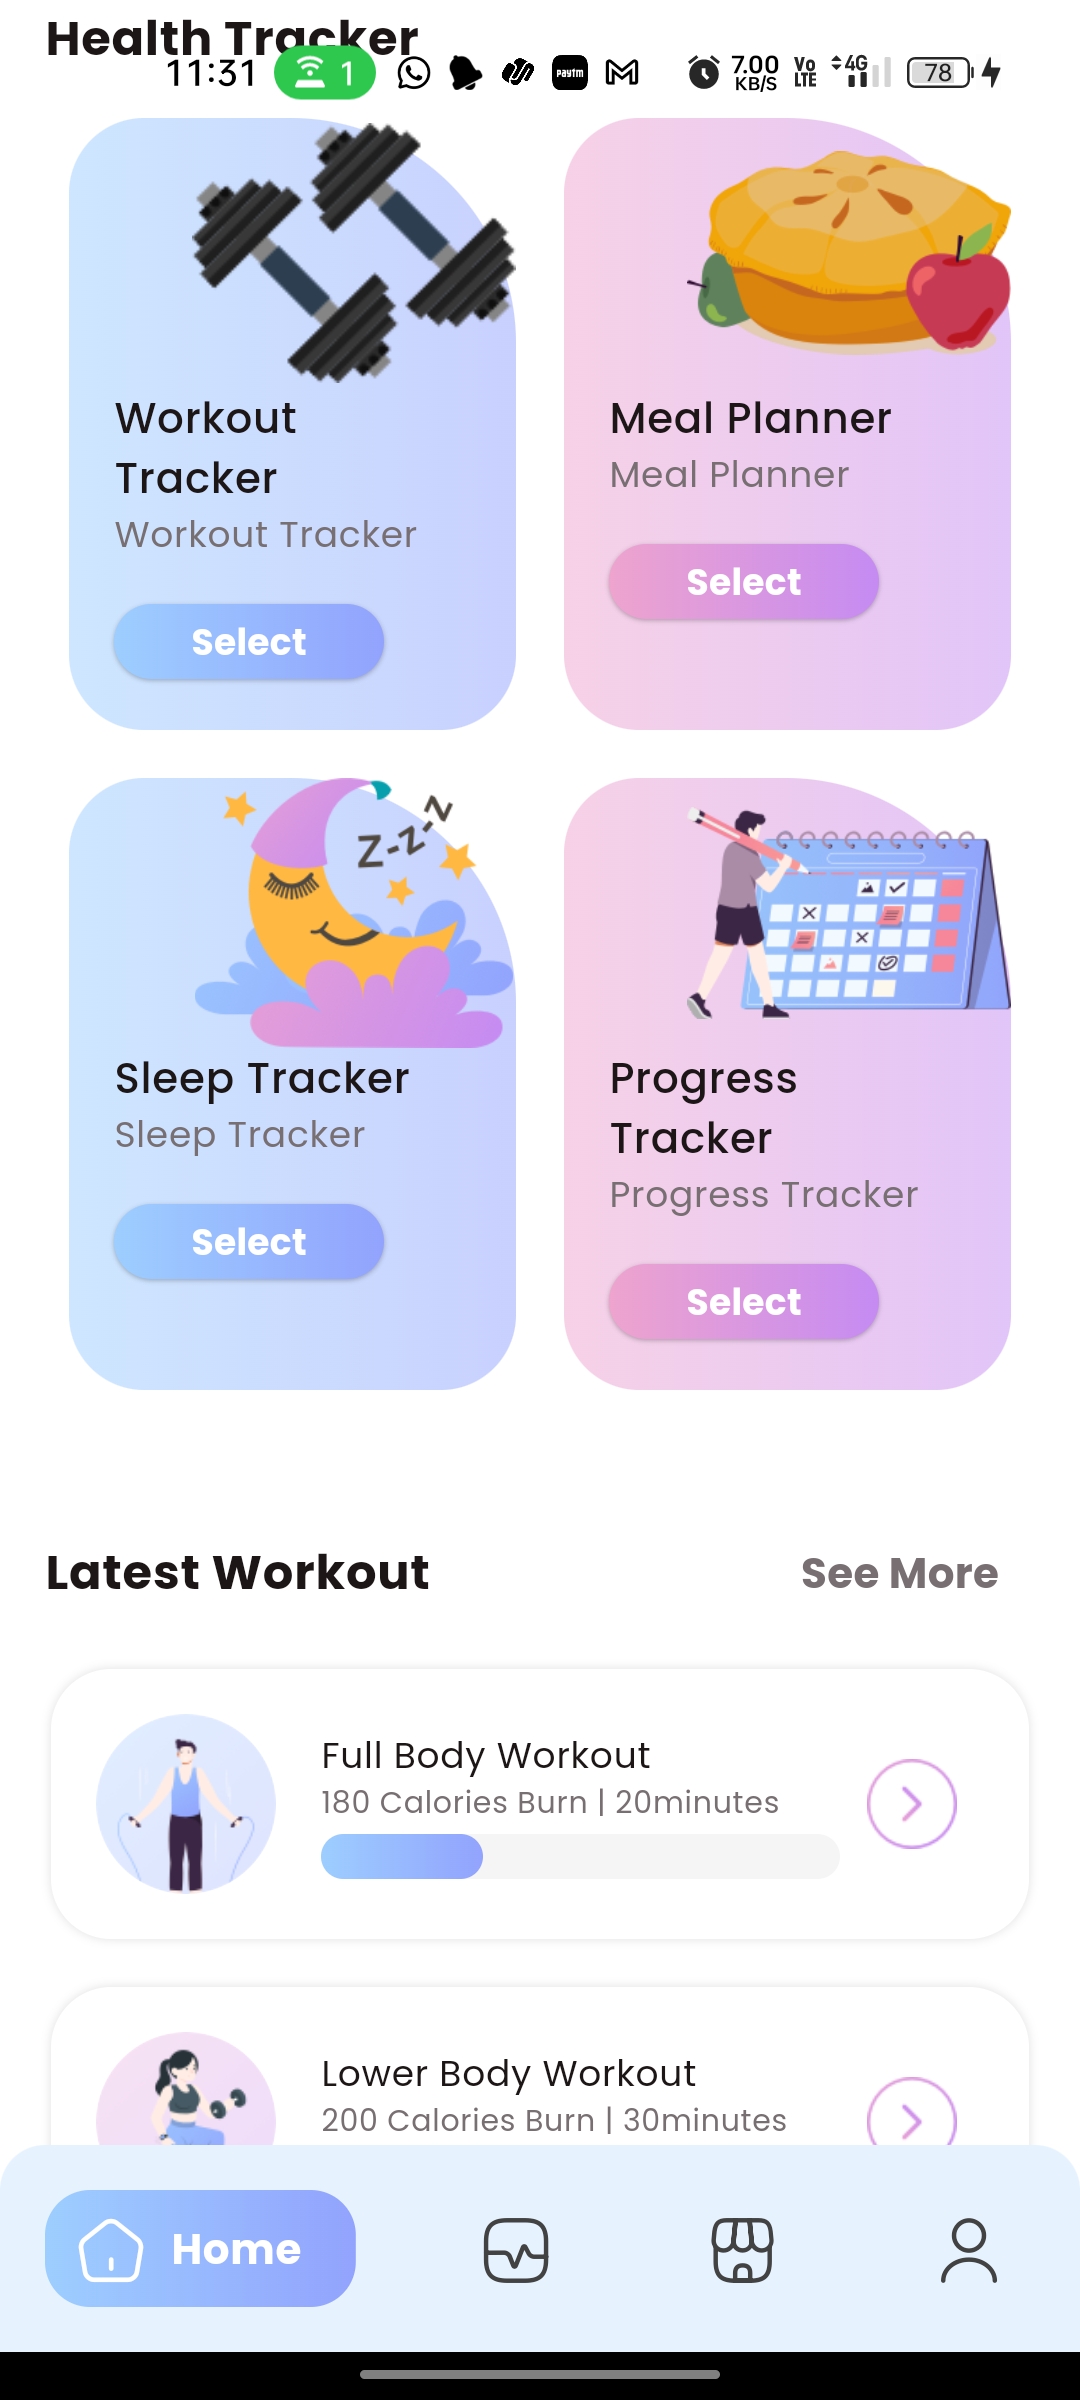 Health Tracker
11:31 1 paytm 7.00 KB/S Vo LTE 4G 78
Workout
Tracker
Workout Tracker
Select
Meal Planner
Meal Planner
Select
Z-z-z
Sleep Tracker
Sleep Tracker
Select
Progress
Tracker
Progress Tracker
Select
Latest Workout
See More
Full Body Workout
180 Calories Burn | 20minutes
Lower Body Workout
200 Calories Burn | 30minutes
Home